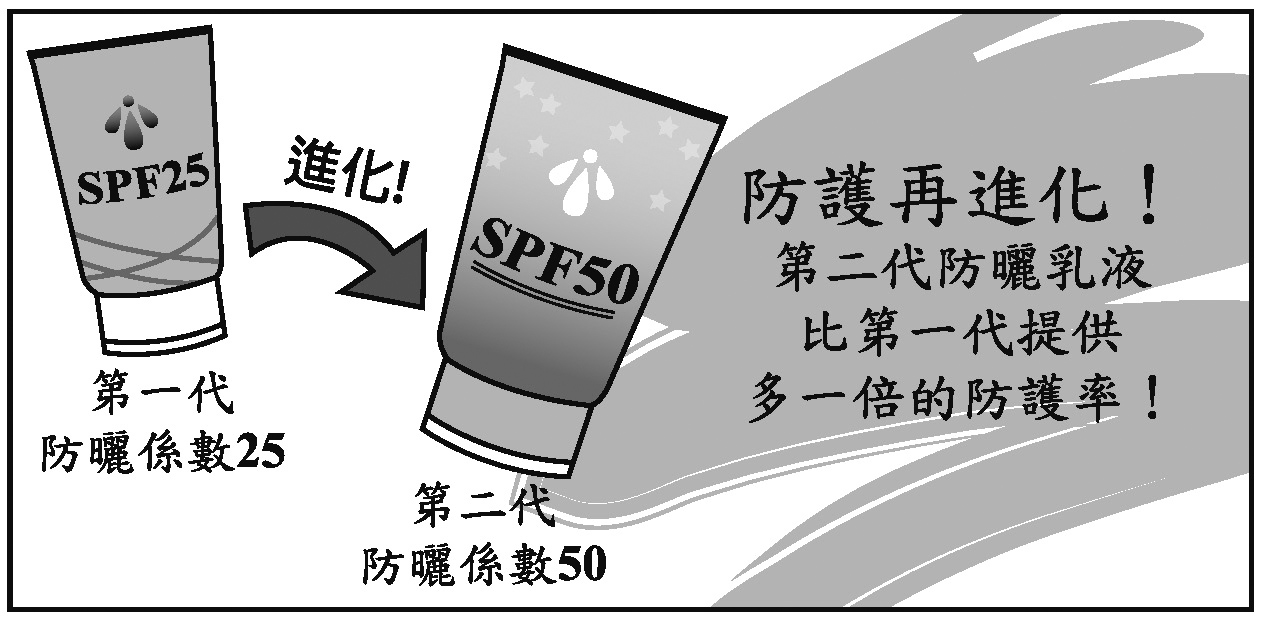 SPF25
進化!
SPF50
第一代
防曬係數25
第二代
防曬係數50
防護再進化！
第二代防曬乳液
比第一代提供
多一倍的防護率！